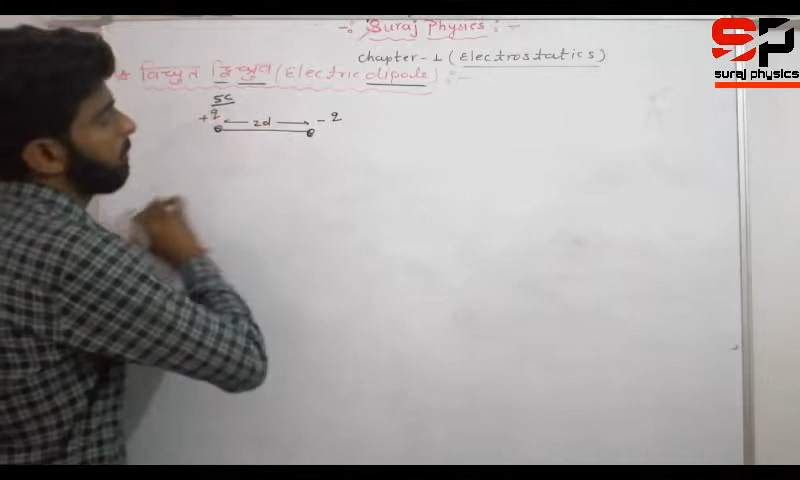 -: Suraj Physics :-
SP
suraj physics
chapter-1 (Electrostatics)
* विद्युत द्विध्रुव (Electric dipole) :-
5C
+q ← 2d → -q